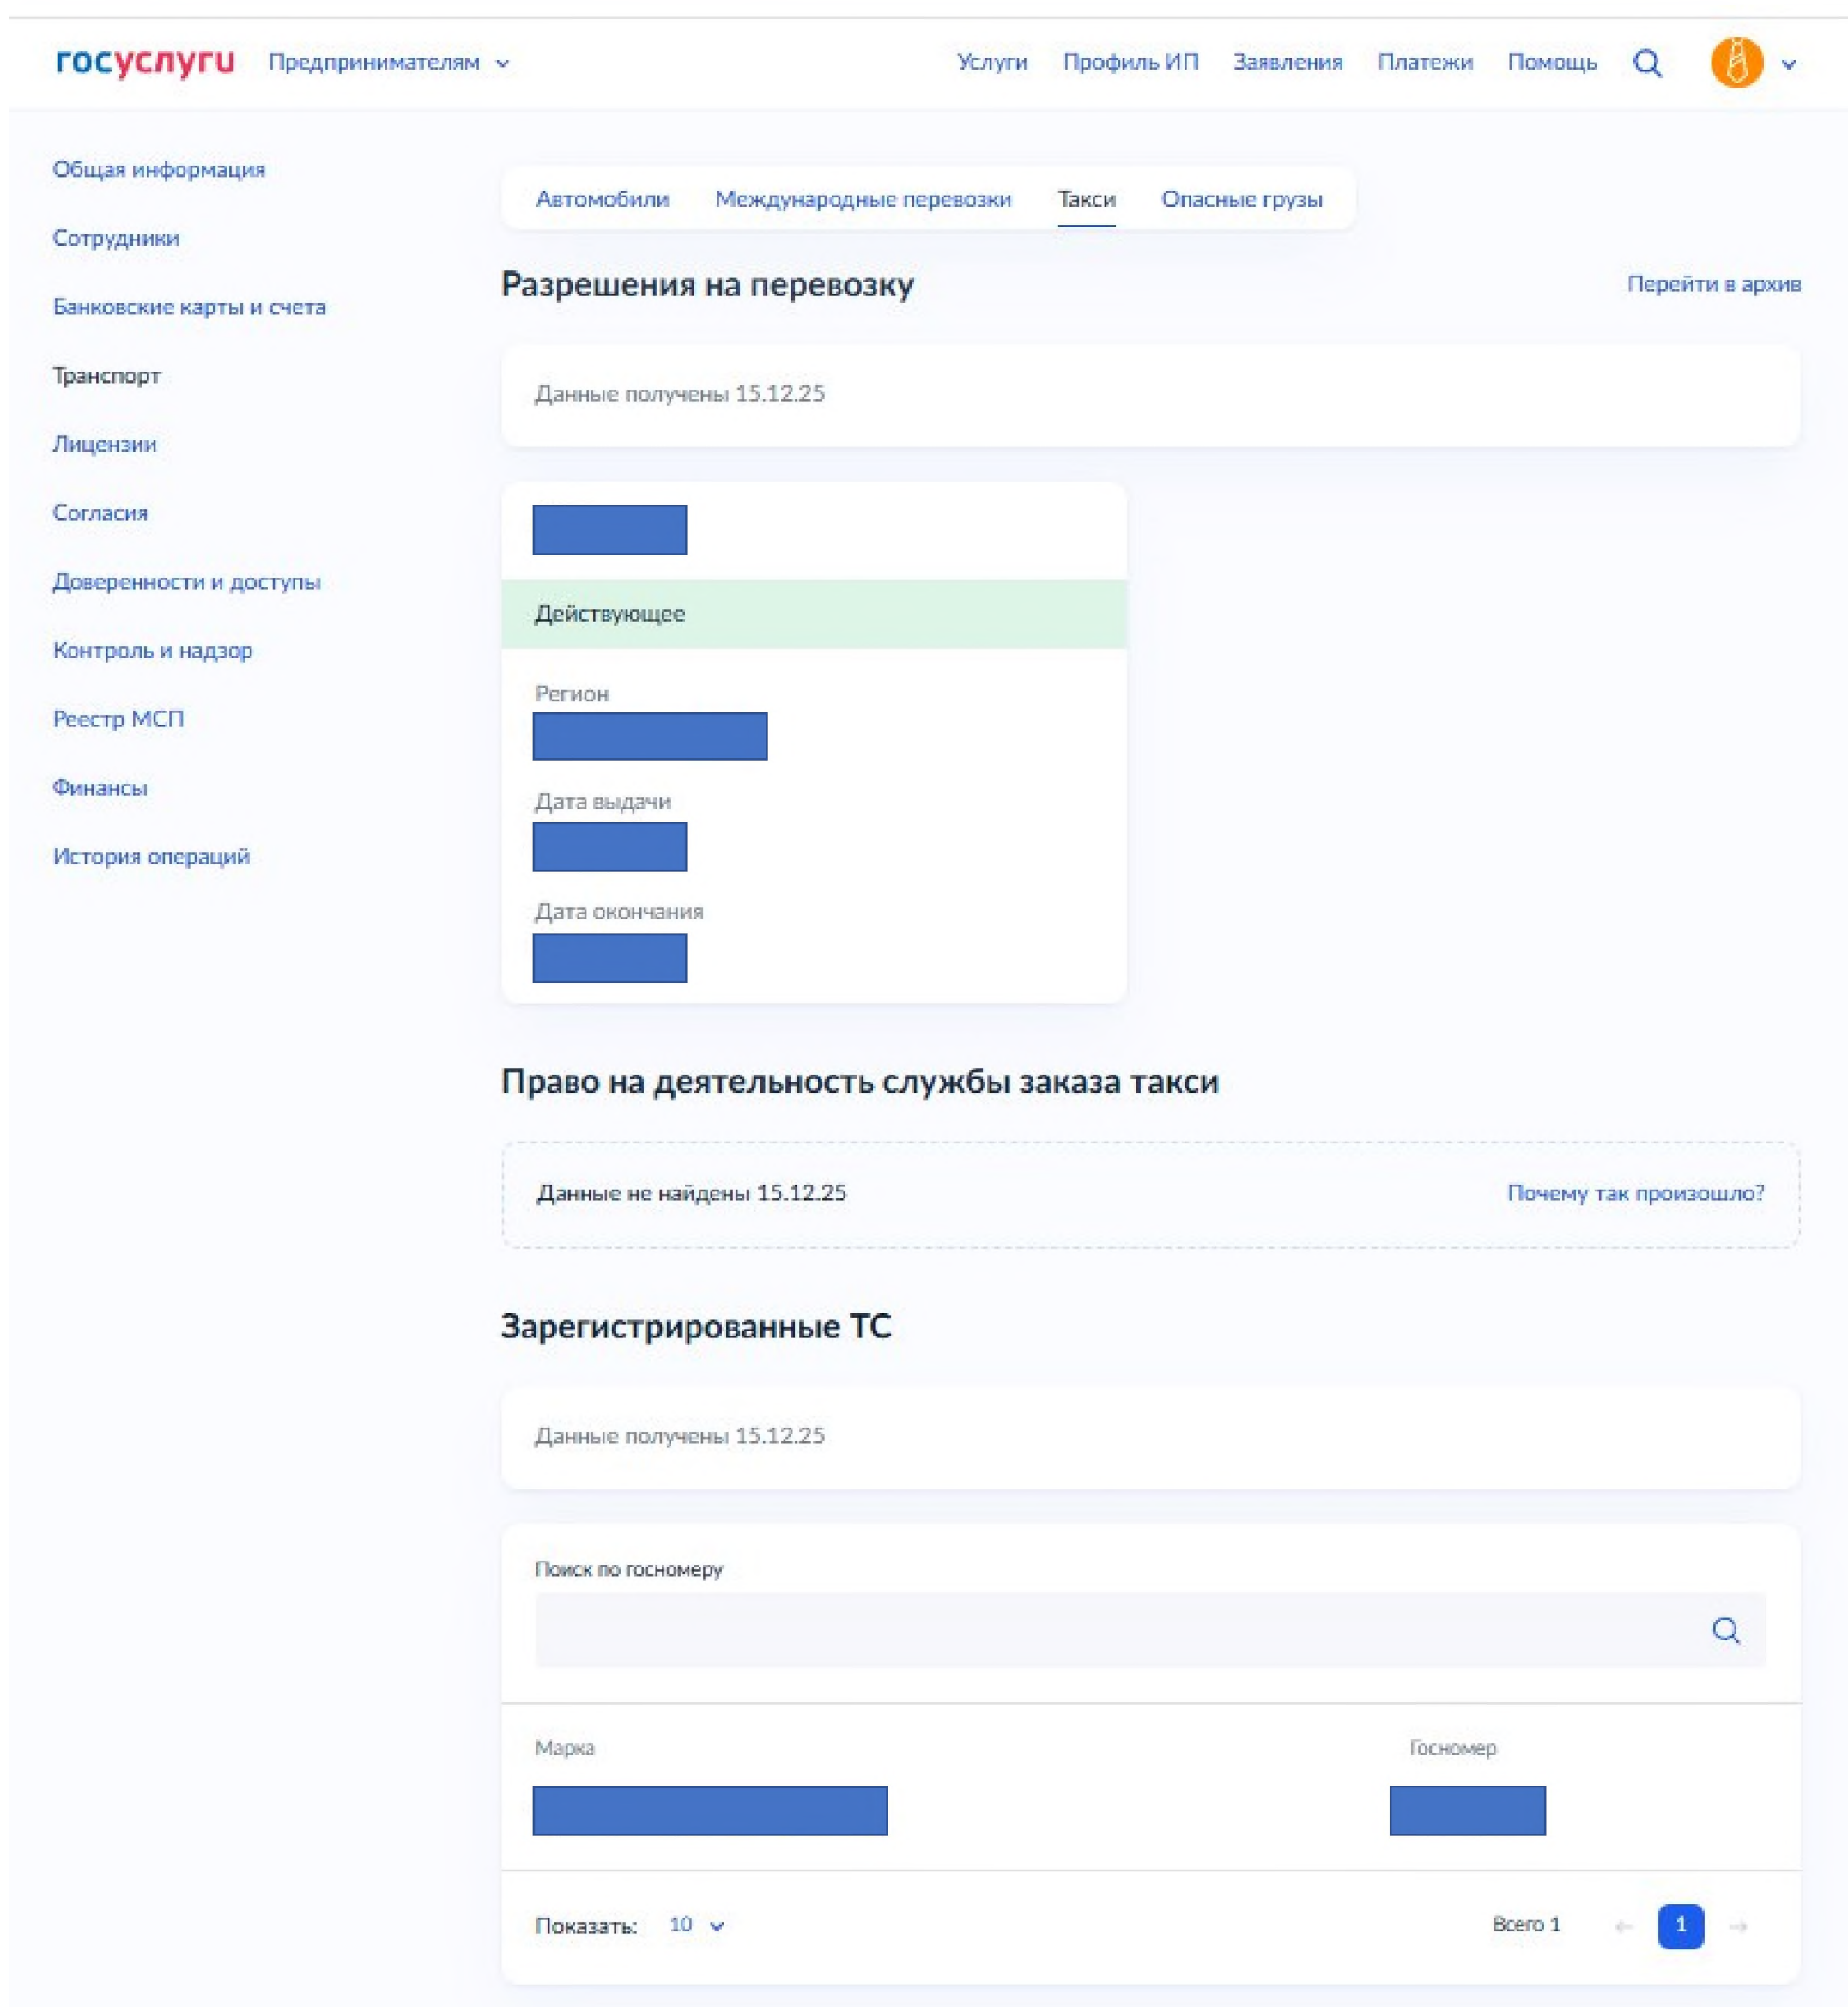 госуслуги Предпринимателям Услуги Профиль ИП Заявления Платежи Помощь
Общая информация
Сотрудники
Банковские карты и счета
Транспорт
Лицензии
Согласия
Доверенности и доступы
Контроль и надзор
Реестр МСП
Финансы
История операций
Автомобили Международные перевозки Такси Опасные грузы
Разрешения на перевозку Перейти в архив
Данные получены 15.12.25
Действующее
Регион
Дата выдачи
Дата окончания
Право на деятельность службы заказа такси
Данные не найдены 15.12.25 Почему так произошло?
Зарегистрированные ТС
Данные получены 15.12.25
Поиск по госномеру
Марка Госномер
Показать: 10 Всего 1 ← 1 →